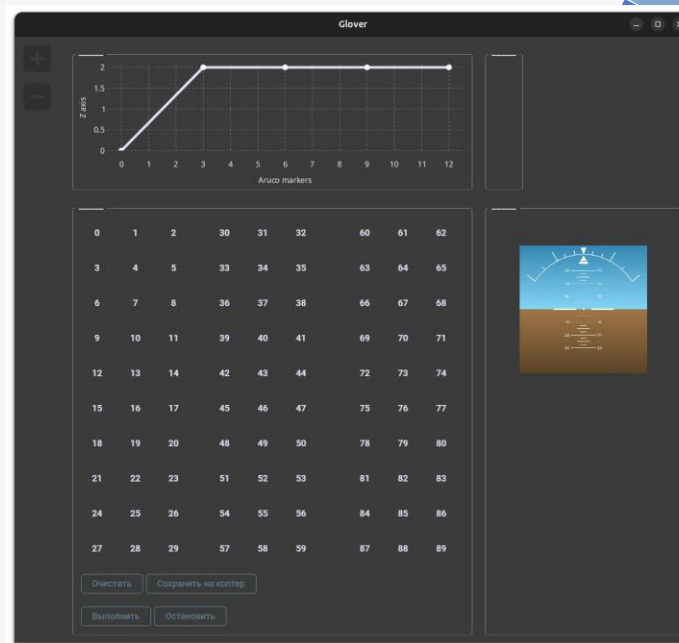 Glover
2
1.5
1
0.5
0
Z axis
0 1 2 3 4 5 6 7 8 9 10 11 12
Aruco markers
0 1 2 30 31 32 60 61 62
3 4 5 33 34 35 63 64 65
6 7 8 36 37 38 66 67 68
9 10 11 39 40 41 69 70 71
12 13 14 42 43 44 72 73 74
15 16 17 45 46 47 75 76 77
18 19 20 48 49 50 78 79 80
21 22 23 51 52 53 81 82 83
24 25 26 54 55 56 84 85 86
27 28 29 57 58 59 87 88 89
Очистить Сохранить на коптер
Выполнить Остановить